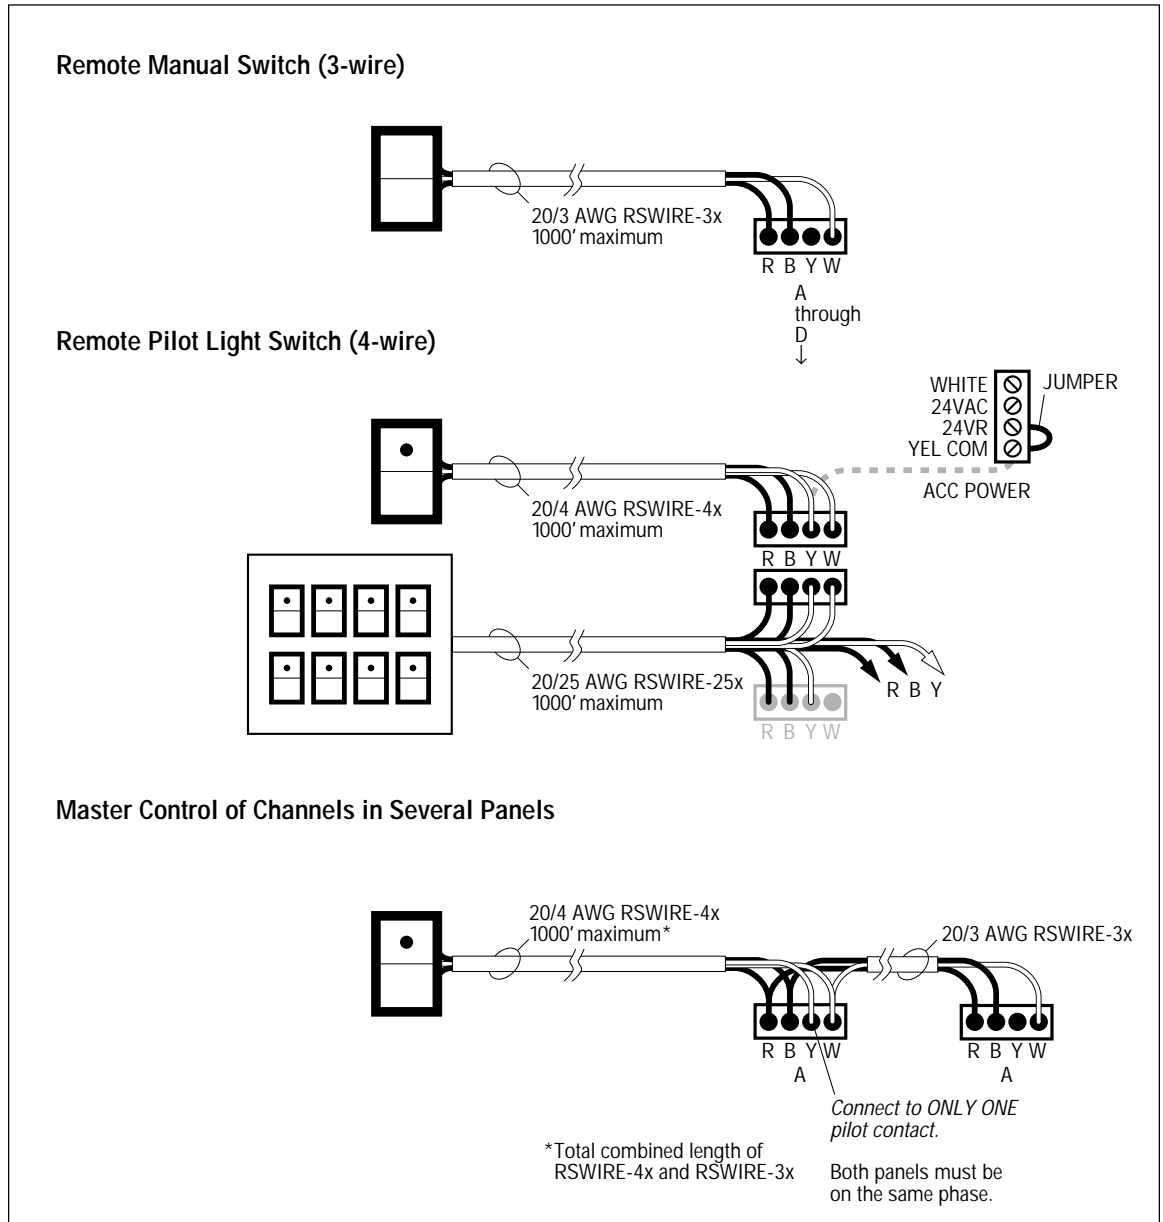 Remote Manual Switch (3-wire)
20/3 AWG RSWIRE-3x
1000' maximum
R B Y W
A
through
D
Remote Pilot Light Switch (4-wire)
WHITE
24VAC
24VR
YEL COM
JUMPER
ACC POWER
20/4 AWG RSWIRE-4x
1000' maximum
R B Y W
20/25 AWG RSWIRE-25x
1000' maximum
R B Y
R B Y W
Master Control of Channels in Several Panels
20/4 AWG RSWIRE-4x
1000' maximum*
20/3 AWG RSWIRE-3x
R B Y W
A
R B Y W
A
Connect to ONLY ONE
pilot contact.
*Total combined length of
RSWIRE-4x and RSWIRE-3x
Both panels must be
on the same phase.